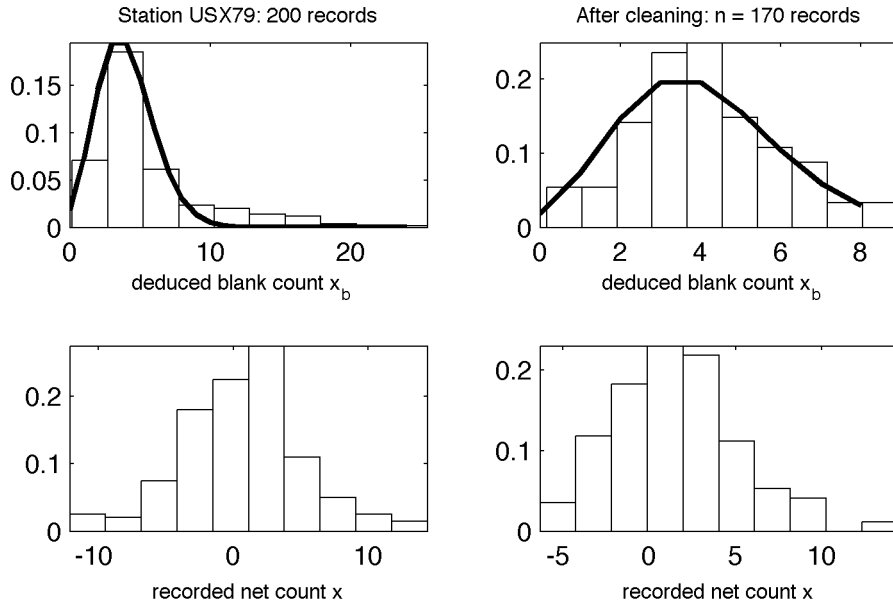 Station USX79: 200 records
0.15
0.1
0.05
0
0 10 20
deduced blank count x_b
After cleaning: n = 170 records
0.2
0.1
0
0 2 4 6 8
deduced blank count x_b
0.2
0.1
0
-10 0 10
recorded net count x
0.2
0.1
0
-5 0 5 10
recorded net count x